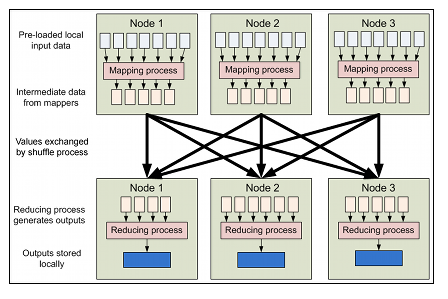 Node 1
Node 2
Node 3
Pre-loaded local
input data
Mapping process
Mapping process
Mapping process
Intermediate data
from mappers
Values exchanged
by shuffle process
Node 1
Node 2
Node 3
Reducing process
generates outputs
Reducing process
Reducing process
Reducing process
Outputs stored
locally